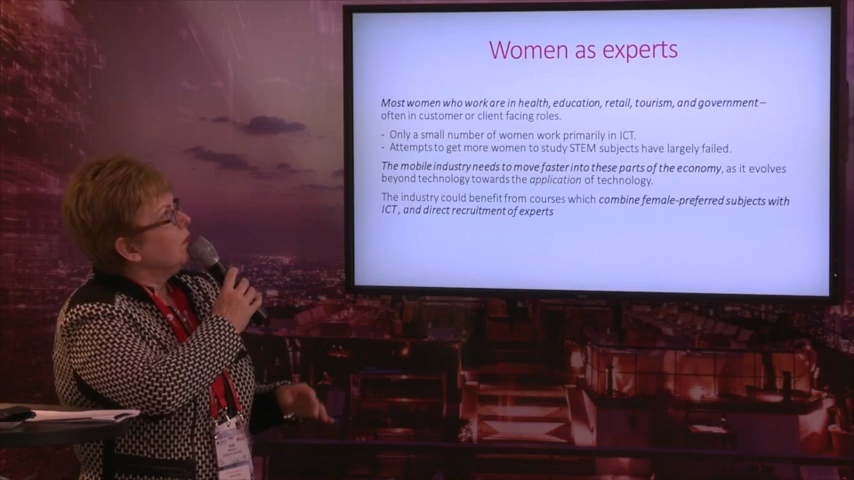 Women as experts
Most women who work are in health, education, retail, tourism, and government –
often in customer or client facing roles.
- Only a small number of women work primarily in ICT.
- Attempts to get more women to study STEM subjects have largely failed.
The mobile industry needs to move faster into these parts of the economy, as it evolves
beyond technology towards the application of technology.
The industry could benefit from courses which combine female-preferred subjects with
ICT , and direct recruitment of experts